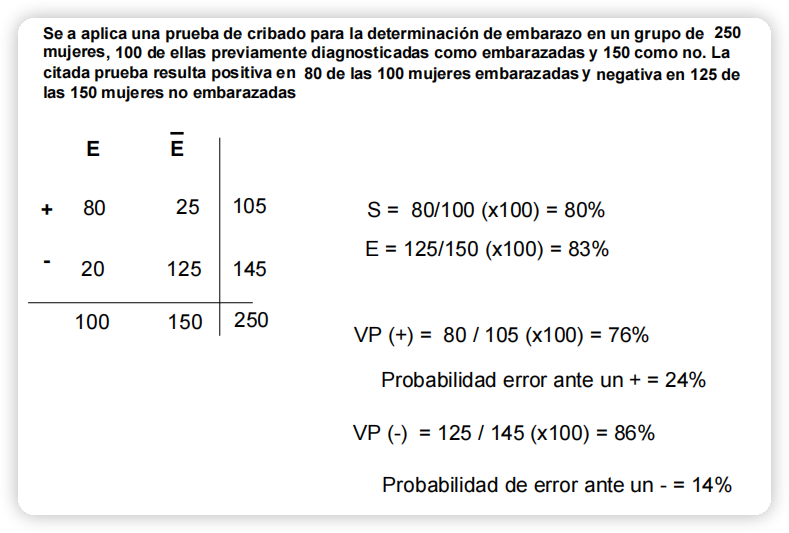 Se a aplica una prueba de cribado para la determinación de embarazo en un grupo de 250
mujeres, 100 de ellas previamente diagnosticadas como embarazadas y 150 como no. La
citada prueba resulta positiva en 80 de las 100 mujeres embarazadas y negativa en 125 de
las 150 mujeres no embarazadas
E E̅
+ 80 25 105
- 20 125 145
100 150 250
S = 80/100 (x100) = 80%
E = 125/150 (x100) = 83%
VP (+) = 80 / 105 (x100) = 76%
Probabilidad error ante un + = 24%
VP (-) = 125 / 145 (x100) = 86%
Probabilidad de error ante un - = 14%